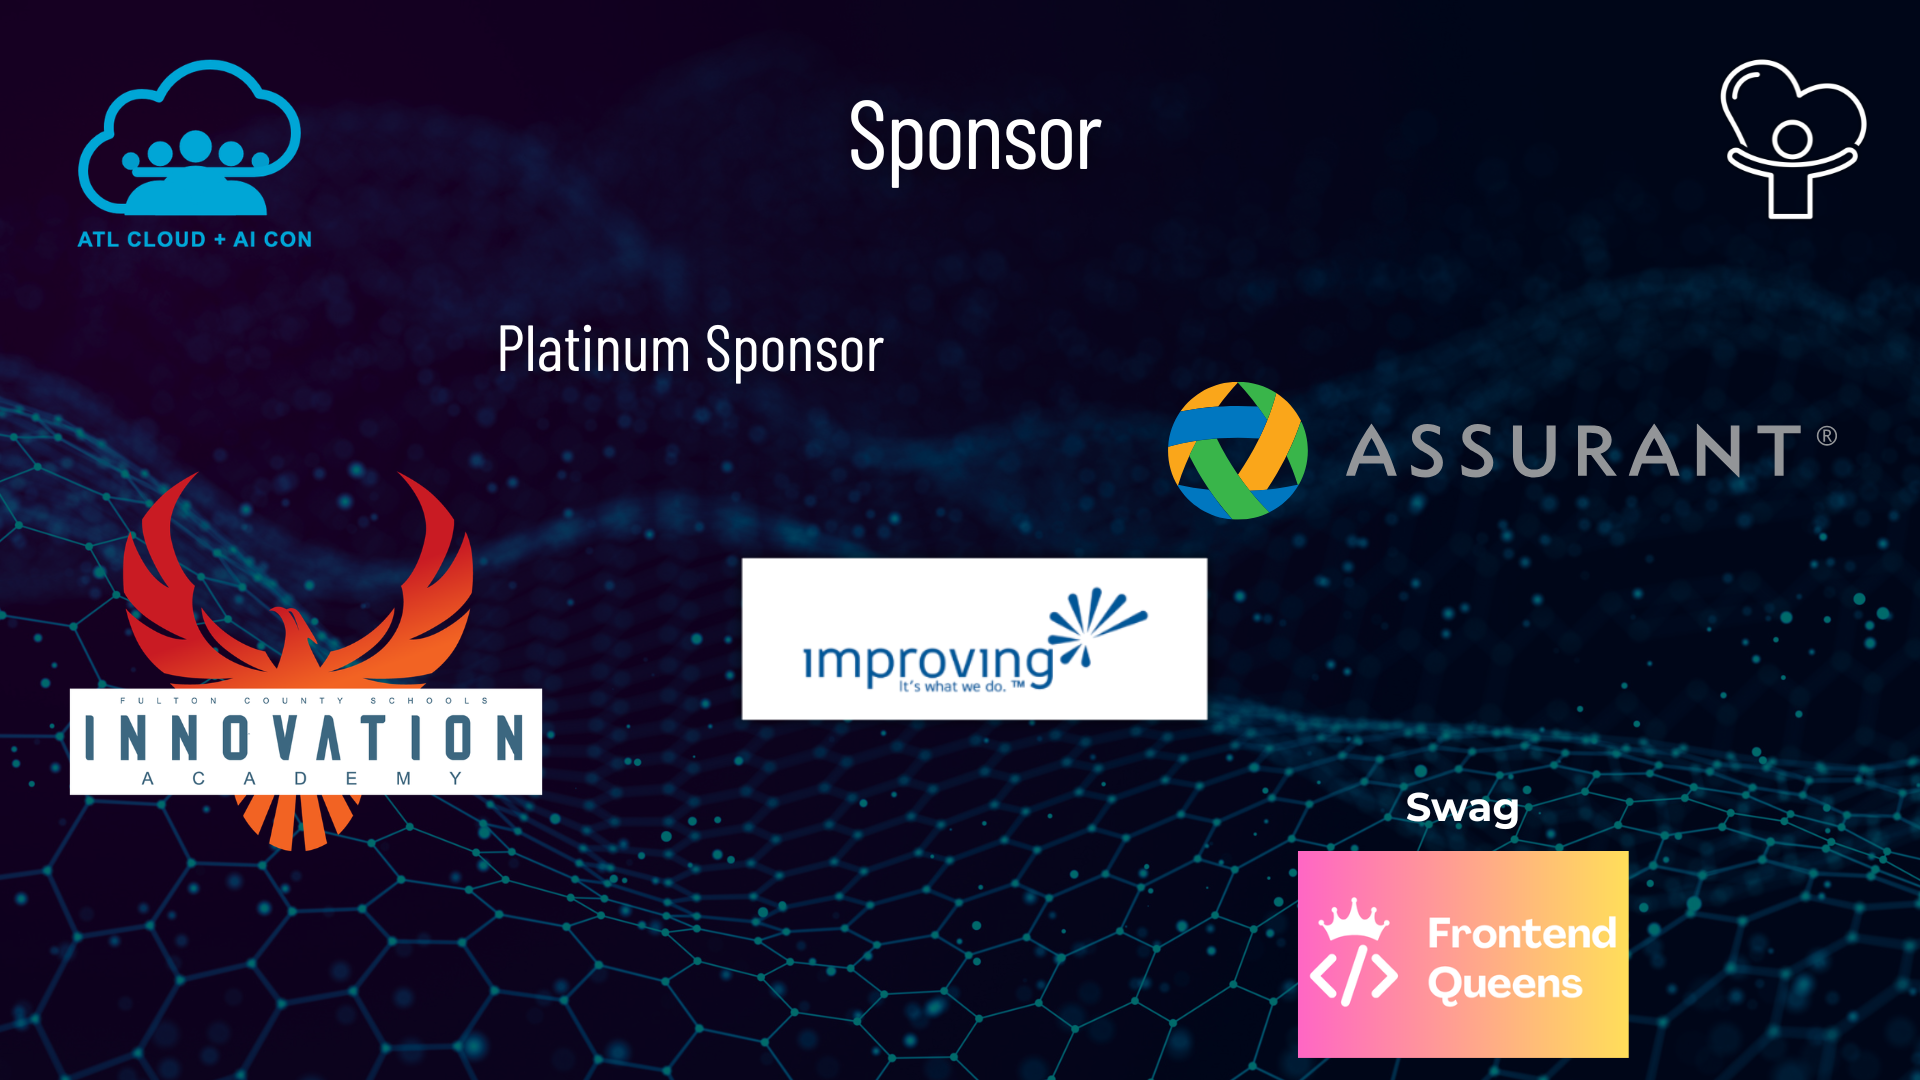 Sponsor
ATL CLOUD + AI CON
Platinum Sponsor
ASSURANT®
improving
It's what we do. ™
FULTON COUNTY SCHOOLS
INNOVATION
ACADEMY
Swag
Frontend
Queens